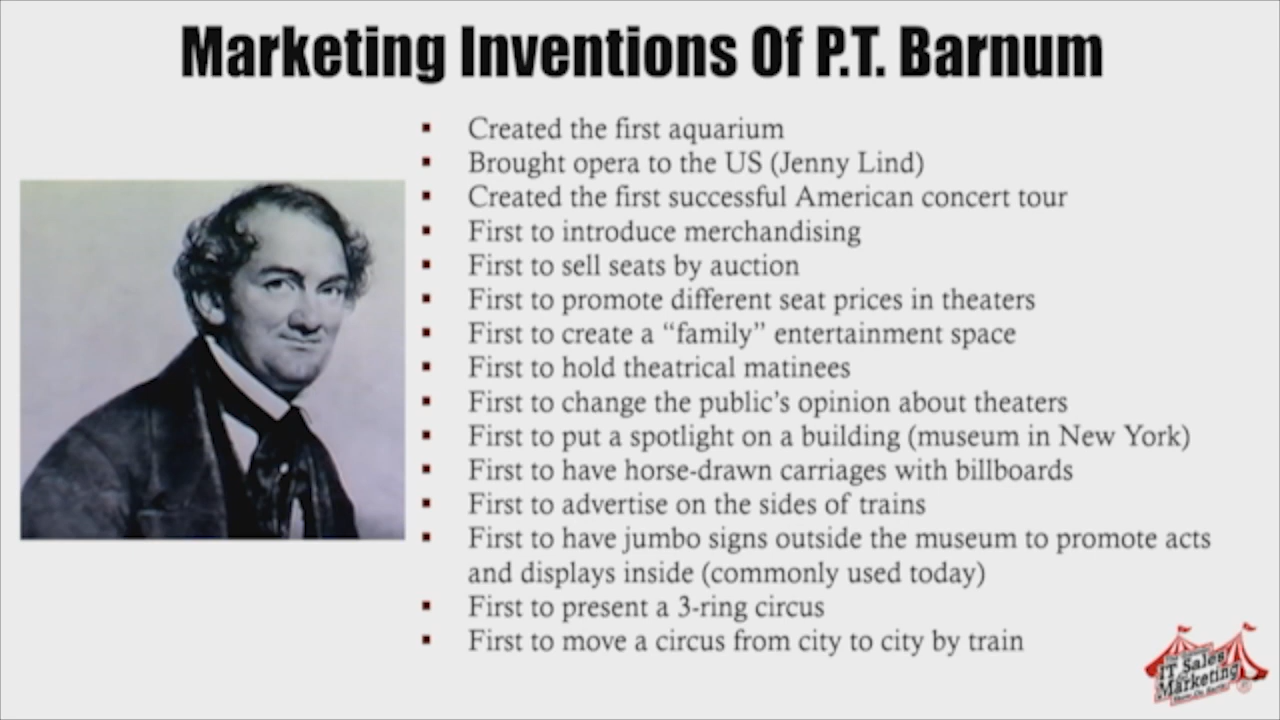 Marketing Inventions Of P.T. Barnum
Created the first aquarium
Brought opera to the US (Jenny Lind)
Created the first successful American concert tour
First to introduce merchandising
First to sell seats by auction
First to promote different seat prices in theaters
First to create a “family” entertainment space
First to hold theatrical matinees
First to change the public’s opinion about theaters
First to put a spotlight on a building (museum in New York)
First to have horse-drawn carriages with billboards
First to advertise on the sides of trains
First to have jumbo signs outside the museum to promote acts
and displays inside (commonly used today)
First to present a 3-ring circus
First to move a circus from city to city by train
IT Sales
Marketing